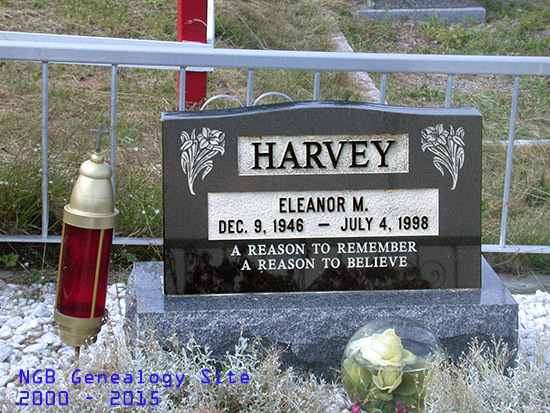 HARVEY
ELEANOR M.
DEC. 9, 1946 — JULY 4, 1998
A REASON TO REMEMBER
A REASON TO BELIEVE
NGB Genealogy Site
2000 - 2015